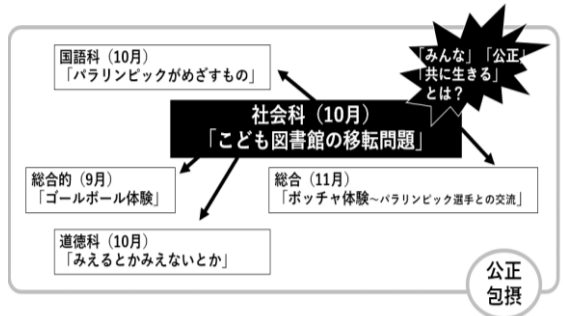 国語科（10月）
「パラリンピックがめざすもの」
「みんな」「公正」
「共に生きる」
とは？
社会科（10月）
「こども図書館の移転問題」
総合的（9月）
「ゴールボール体験」
総合（11月）
「ボッチャ体験～パラリンピック選手との交流」
道徳科（10月）
「みえるとかみえないとか」
公正
包摂